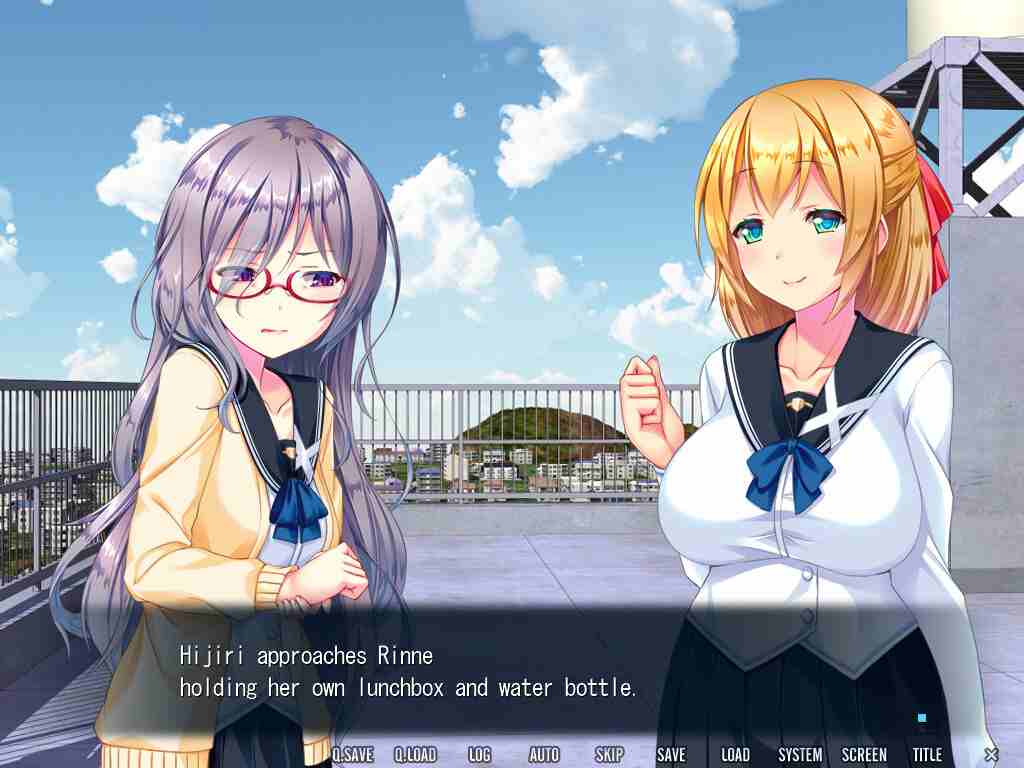 Hijiri approaches Rinne
holding her own lunchbox and water bottle.
Q.SAVE Q.LOAD LOG AUTO SKIP SAVE LOAD SYSTEM SCREEN TITLE ×